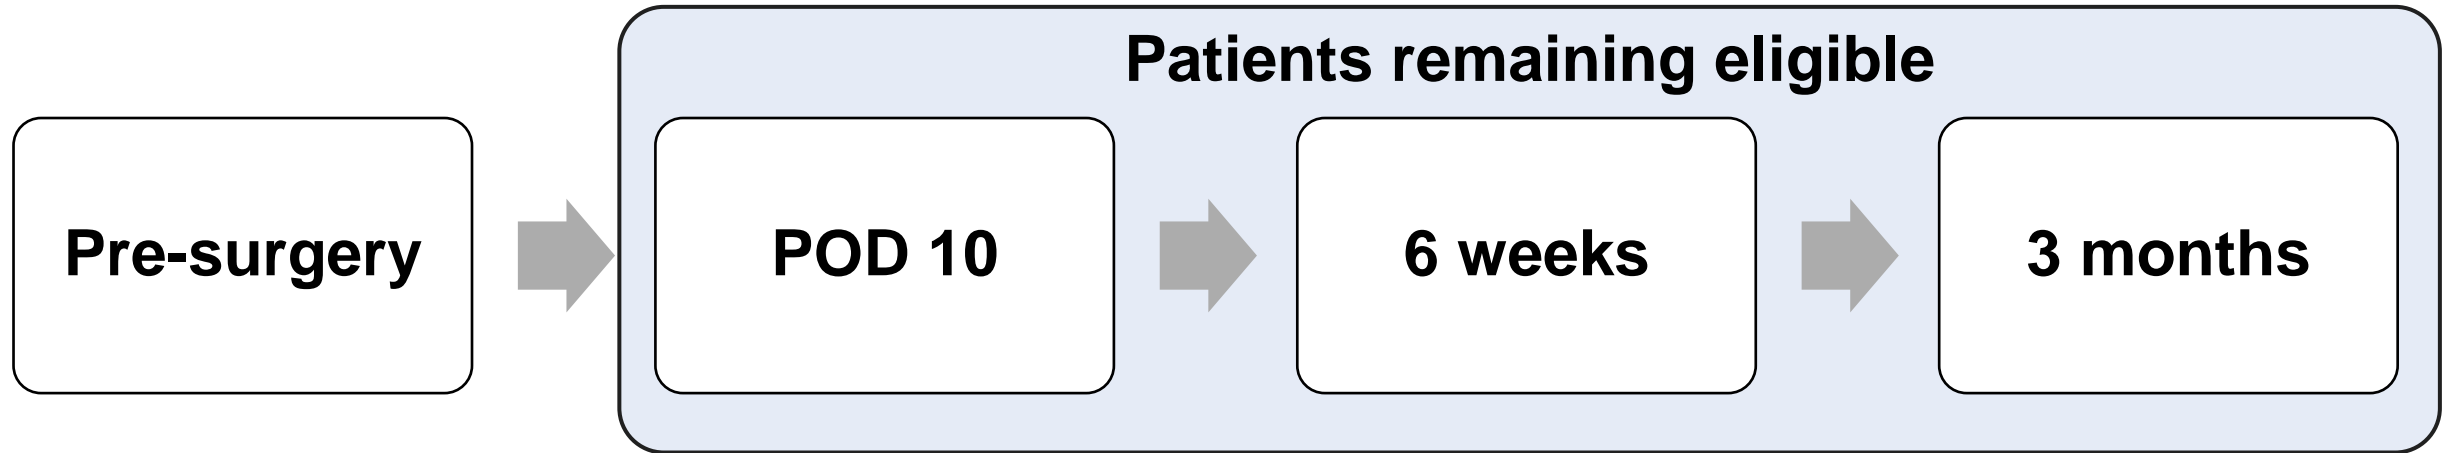 Patients remaining eligible
Pre-surgery
POD 10
6 weeks
3 months